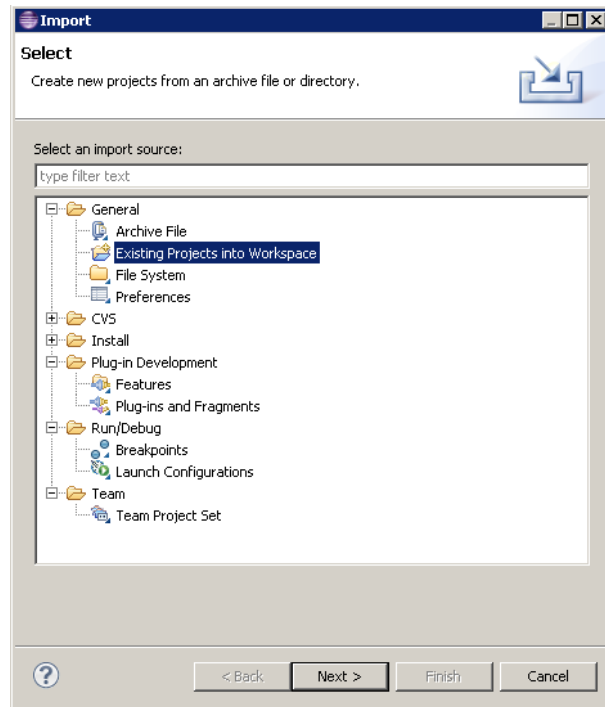 Import
Select
Create new projects from an archive file or directory.
Select an import source:
type filter text
General
Archive File
Existing Projects into Workspace
File System
Preferences
CVS
Install
Plug-in Development
Features
Plug-ins and Fragments
Run/Debug
Breakpoints
Launch Configurations
Team
Team Project Set
? < Back Next > Finish Cancel